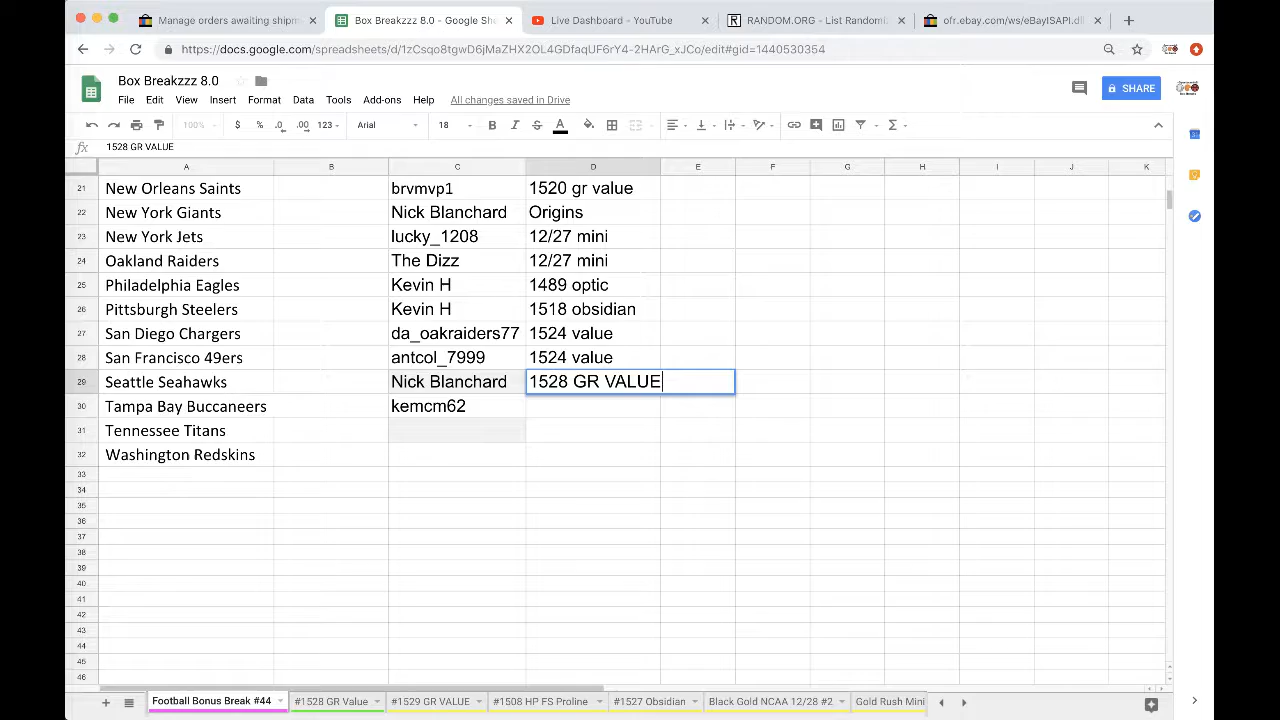 Manage orders waiting shipm
Box Breakzzz 8.0 - Google She
Live Dashboard - YouTube
RANDOM.ORG - List Randomi
ofr.ebay.com/ws/eBayISAPI.dl
https://docs.google.com/spreadsheets/d/1zCsqo8tgwD6jMaZHX2OL4GDfaqUF6rY4-2HArG_xJCo/edit#gid=1440530354
Box Breakzzz 8.0
File Edit View Insert Format Data Tools Add-ons Help All changes saved in Drive
SHARE
100% $ % .0 .00 123 Arial 18 B I S A
fx 1528 GR VALUE
A B C D E F G H I J K
21 New Orleans Saints brvmvp1 1520 gr value
22 New York Giants Nick Blanchard Origins
23 New York Jets lucky_1208 12/27 mini
24 Oakland Raiders The Dizz 12/27 mini
25 Philadelphia Eagles Kevin H 1489 optic
26 Pittsburgh Steelers Kevin H 1518 obsidian
27 San Diego Chargers da_oakraiders77 1524 value
28 San Francisco 49ers antcol_7999 1524 value
29 Seattle Seahawks Nick Blanchard 1528 GR VALUE
30 Tampa Bay Buccaneers kemcm62
31 Tennessee Titans
32 Washington Redskins
33
34
35
36
37
38
39
40
41
42
43
44
45
46
Football Bonus Break #44 #1528 GR Value #1529 GR VALUE #1508 HP FS Proline #1527 Obsidian Black Gold NCAA 12/28 #2 Gold Rush Mini